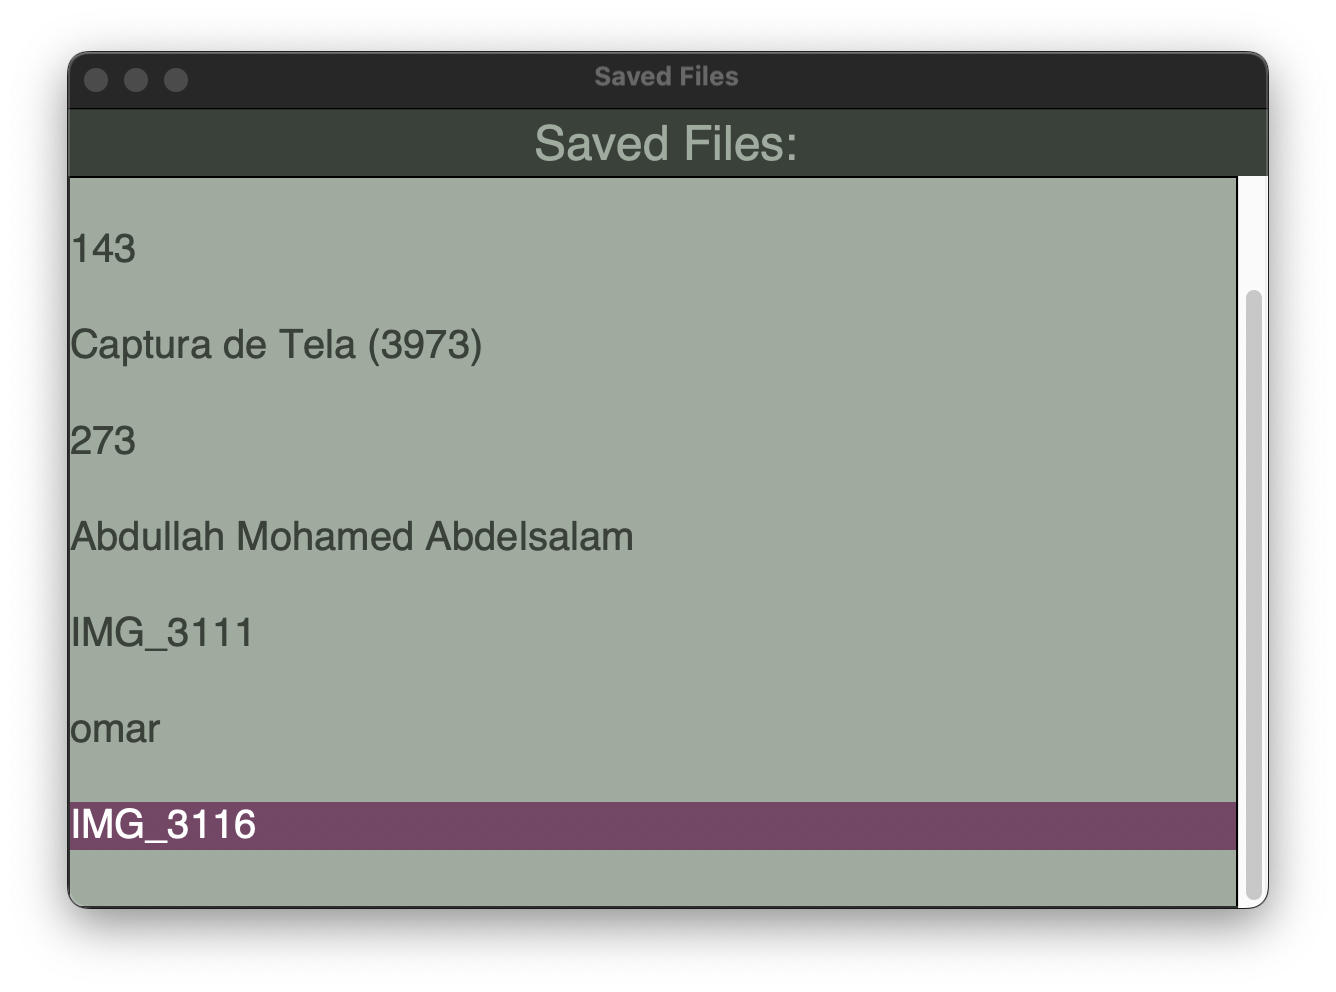 Saved Files
Saved Files:
143
Captura de Tela (3973)
273
Abdullah Mohamed Abdelsalam
IMG_3111
omar
IMG_3116